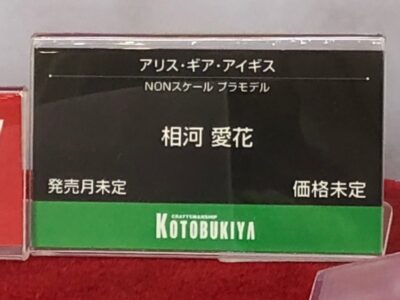 アリス・ギア・アイギス
NONスケール プラモデル
相河 愛花
発売月未定 価格未定
CRAFTSMANSHIP
KOTOBUKIYA